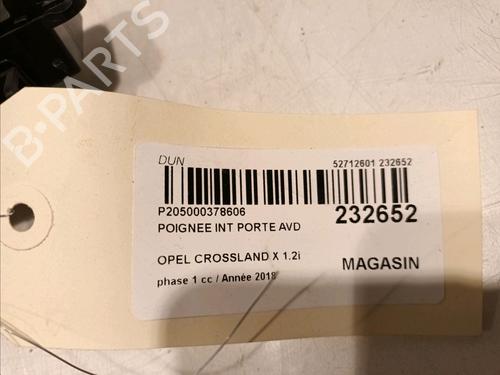 B-PARTS
DUN
52712601 232652
P205000378606
232652
POIGNEE INT PORTE AVD
OPEL CROSSLAND X 1.2i
MAGASIN
phase 1 cc / Année 2018